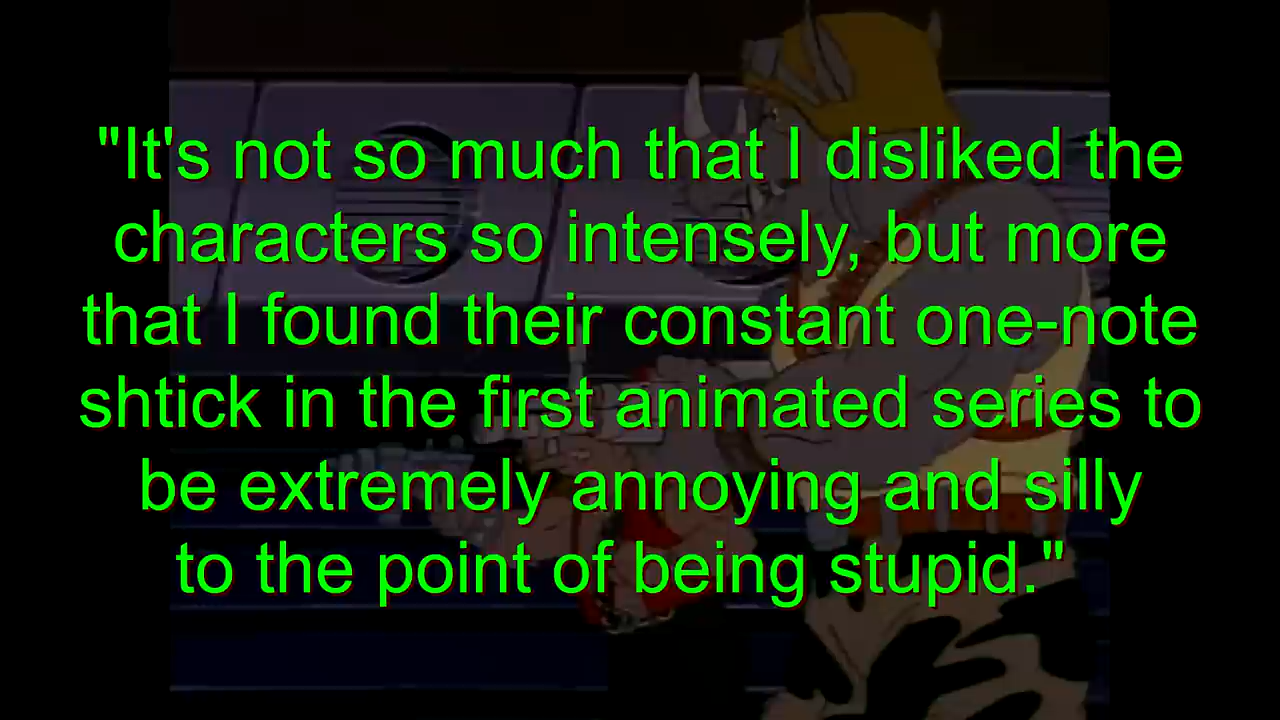 "It's not so much that I disliked the
characters so intensely, but more
that I found their constant one-note
shtick in the first animated series to
be extremely annoying and silly
to the point of being stupid."